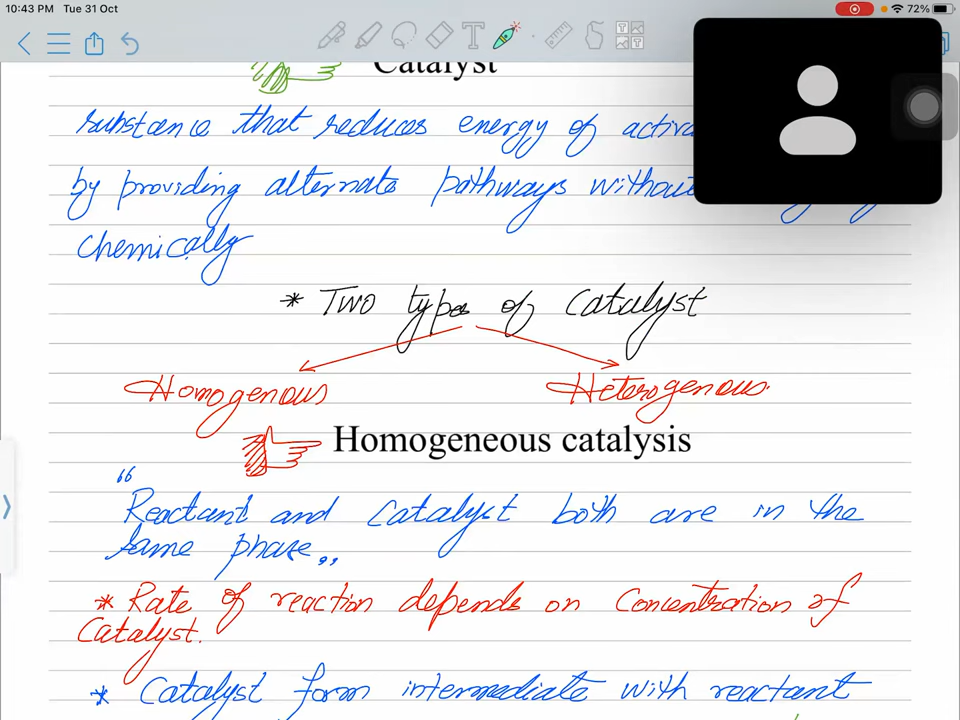 10:43 PM Tue 31 Oct
72%
Catalyst
substance that reduces energy of activa
by providing alternate pathways without
chemically
* Two types of Catalyst
Homogenous Heterogenous.
Homogeneous catalysis
"Reactant and Catalyst both are in the
same phase.,,
* Rate of reaction depends on Concentration of
Catalyst.
* Catalyst form intermediate with reactant